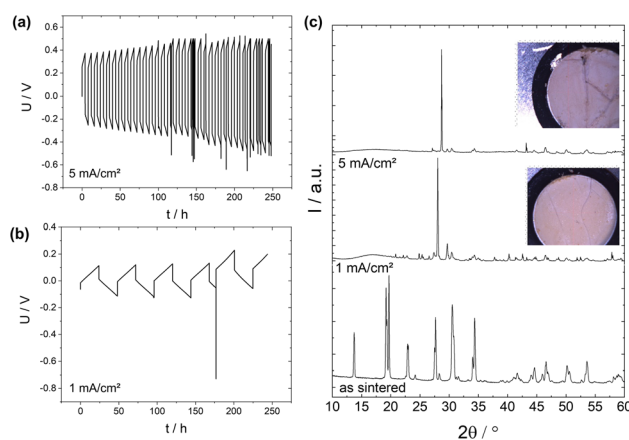 (a)
0.6
0.4
0.2
0.0
-0.2
-0.4
-0.6
-0.8
U / V
5 mA/cm²
0 50 100 150 200 250
t / h
(b)
0.4
0.2
0.0
-0.2
-0.4
-0.6
-0.8
U / V
1 mA/cm²
0 50 100 150 200 250
t / h
(c)
I / a.u.
5 mA/cm²
1 mA/cm²
as sintered
10 15 20 25 30 35 40 45 50 55 60
2θ / °